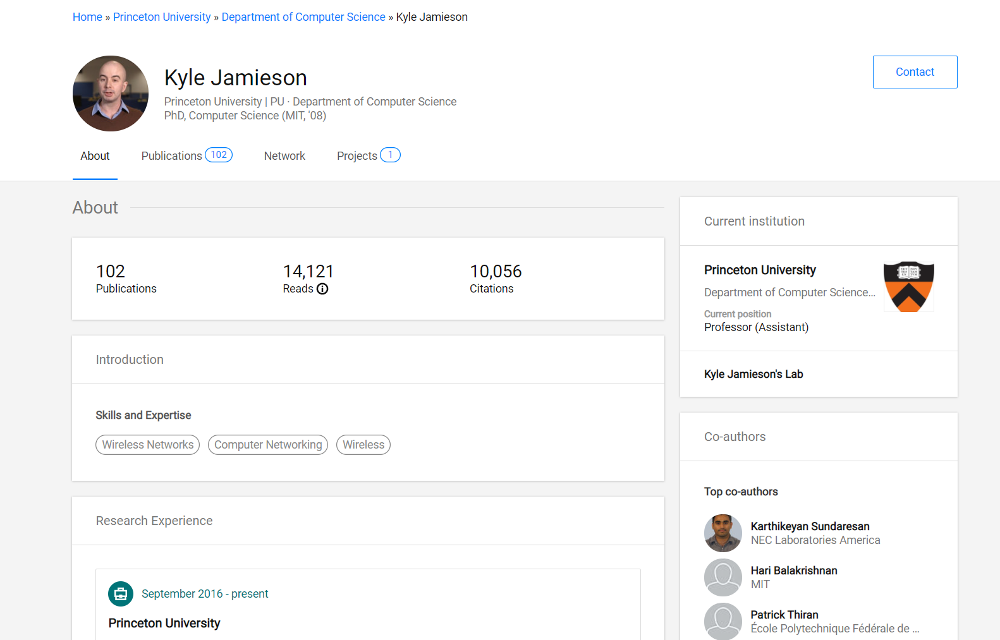 Home » Princeton University » Department of Computer Science » Kyle Jamieson
Kyle Jamieson
Princeton University | PU · Department of Computer Science
PhD, Computer Science (MIT, '08)
Contact
About
Publications 102
Network
Projects 1
About
102
Publications
14,121
Reads
10,056
Citations
Introduction
Skills and Expertise
Wireless Networks
Computer Networking
Wireless
Research Experience
September 2016 - present
Princeton University
Current institution
Princeton University
Department of Computer Science...
Current position
Professor (Assistant)
Kyle Jamieson's Lab
Co-authors
Top co-authors
Karthikeyan Sundaresan
NEC Laboratories America
Hari Balakrishnan
MIT
Patrick Thiran
École Polytechnique Fédérale de ...